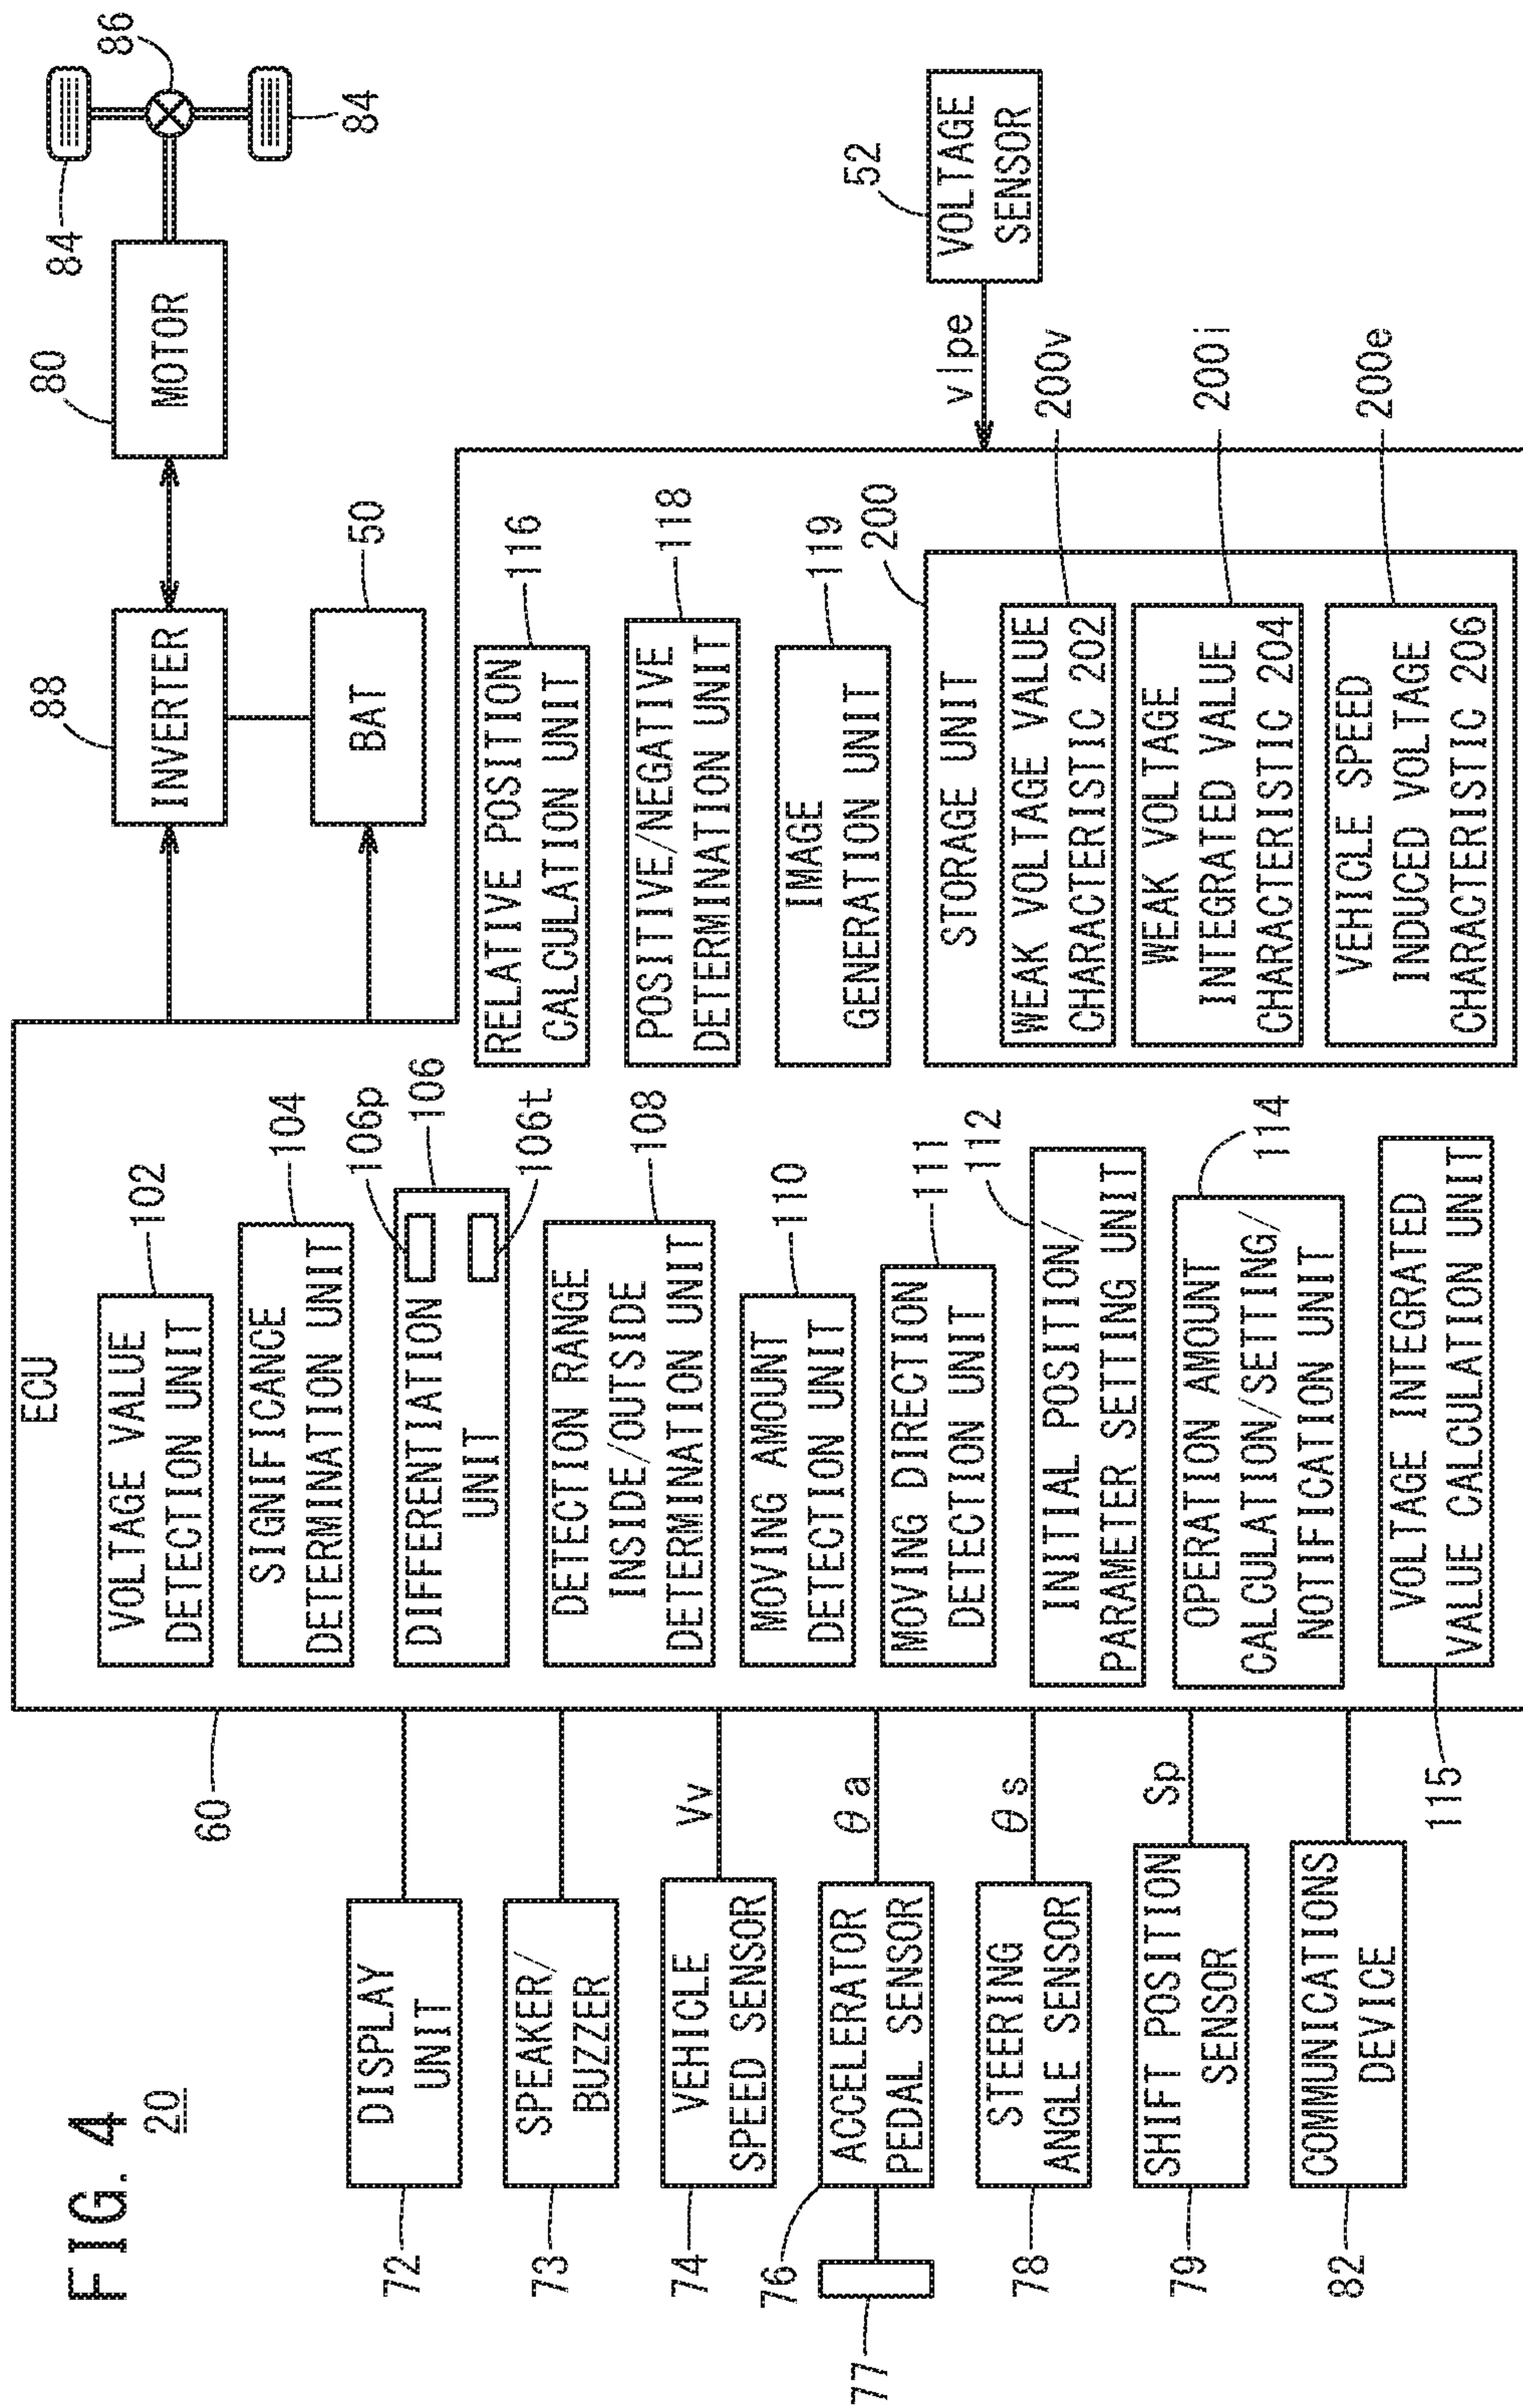 FIG. 4
20
ECU
60
DISPLAY
UNIT
72
SPEAKER/
BUZZER
73
VEHICLE
SPEED SENSOR
74
Vv
ACCELERATOR
PEDAL SENSOR
76
77
θa
STEERING
ANGLE SENSOR
78
θs
SHIFT POSITION
SENSOR
79
Sp
COMMUNICATIONS
DEVICE
82
VOLTAGE VALUE
DETECTION UNIT
102
SIGNIFICANCE
DETERMINATION UNIT
104
DIFFERENTIATION
UNIT
106p
106
106t
DETECTION RANGE
INSIDE/OUTSIDE
DETERMINATION UNIT
108
MOVING AMOUNT
DETECTION UNIT
110
MOVING DIRECTION
DETECTION UNIT
111
INITIAL POSITION/
PARAMETER SETTING UNIT
112
OPERATION AMOUNT
CALCULATION/SETTING/
NOTIFICATION UNIT
114
VOLTAGE INTEGRATED
VALUE CALCULATION UNIT
115
RELATIVE POSITION
CALCULATION UNIT
116
POSITIVE/NEGATIVE
DETERMINATION UNIT
118
IMAGE
GENERATION UNIT
119
STORAGE UNIT
200
WEAK VOLTAGE VALUE
CHARACTERISTIC 202
200v
WEAK VOLTAGE
INTEGRATED VALUE
CHARACTERISTIC 204
200i
VEHICLE SPEED
INDUCED VOLTAGE
CHARACTERISTIC 206
200e
INVERTER
88
BAT
50
MOTOR
80
84
86
84
VOLTAGE
SENSOR
52
vlpe